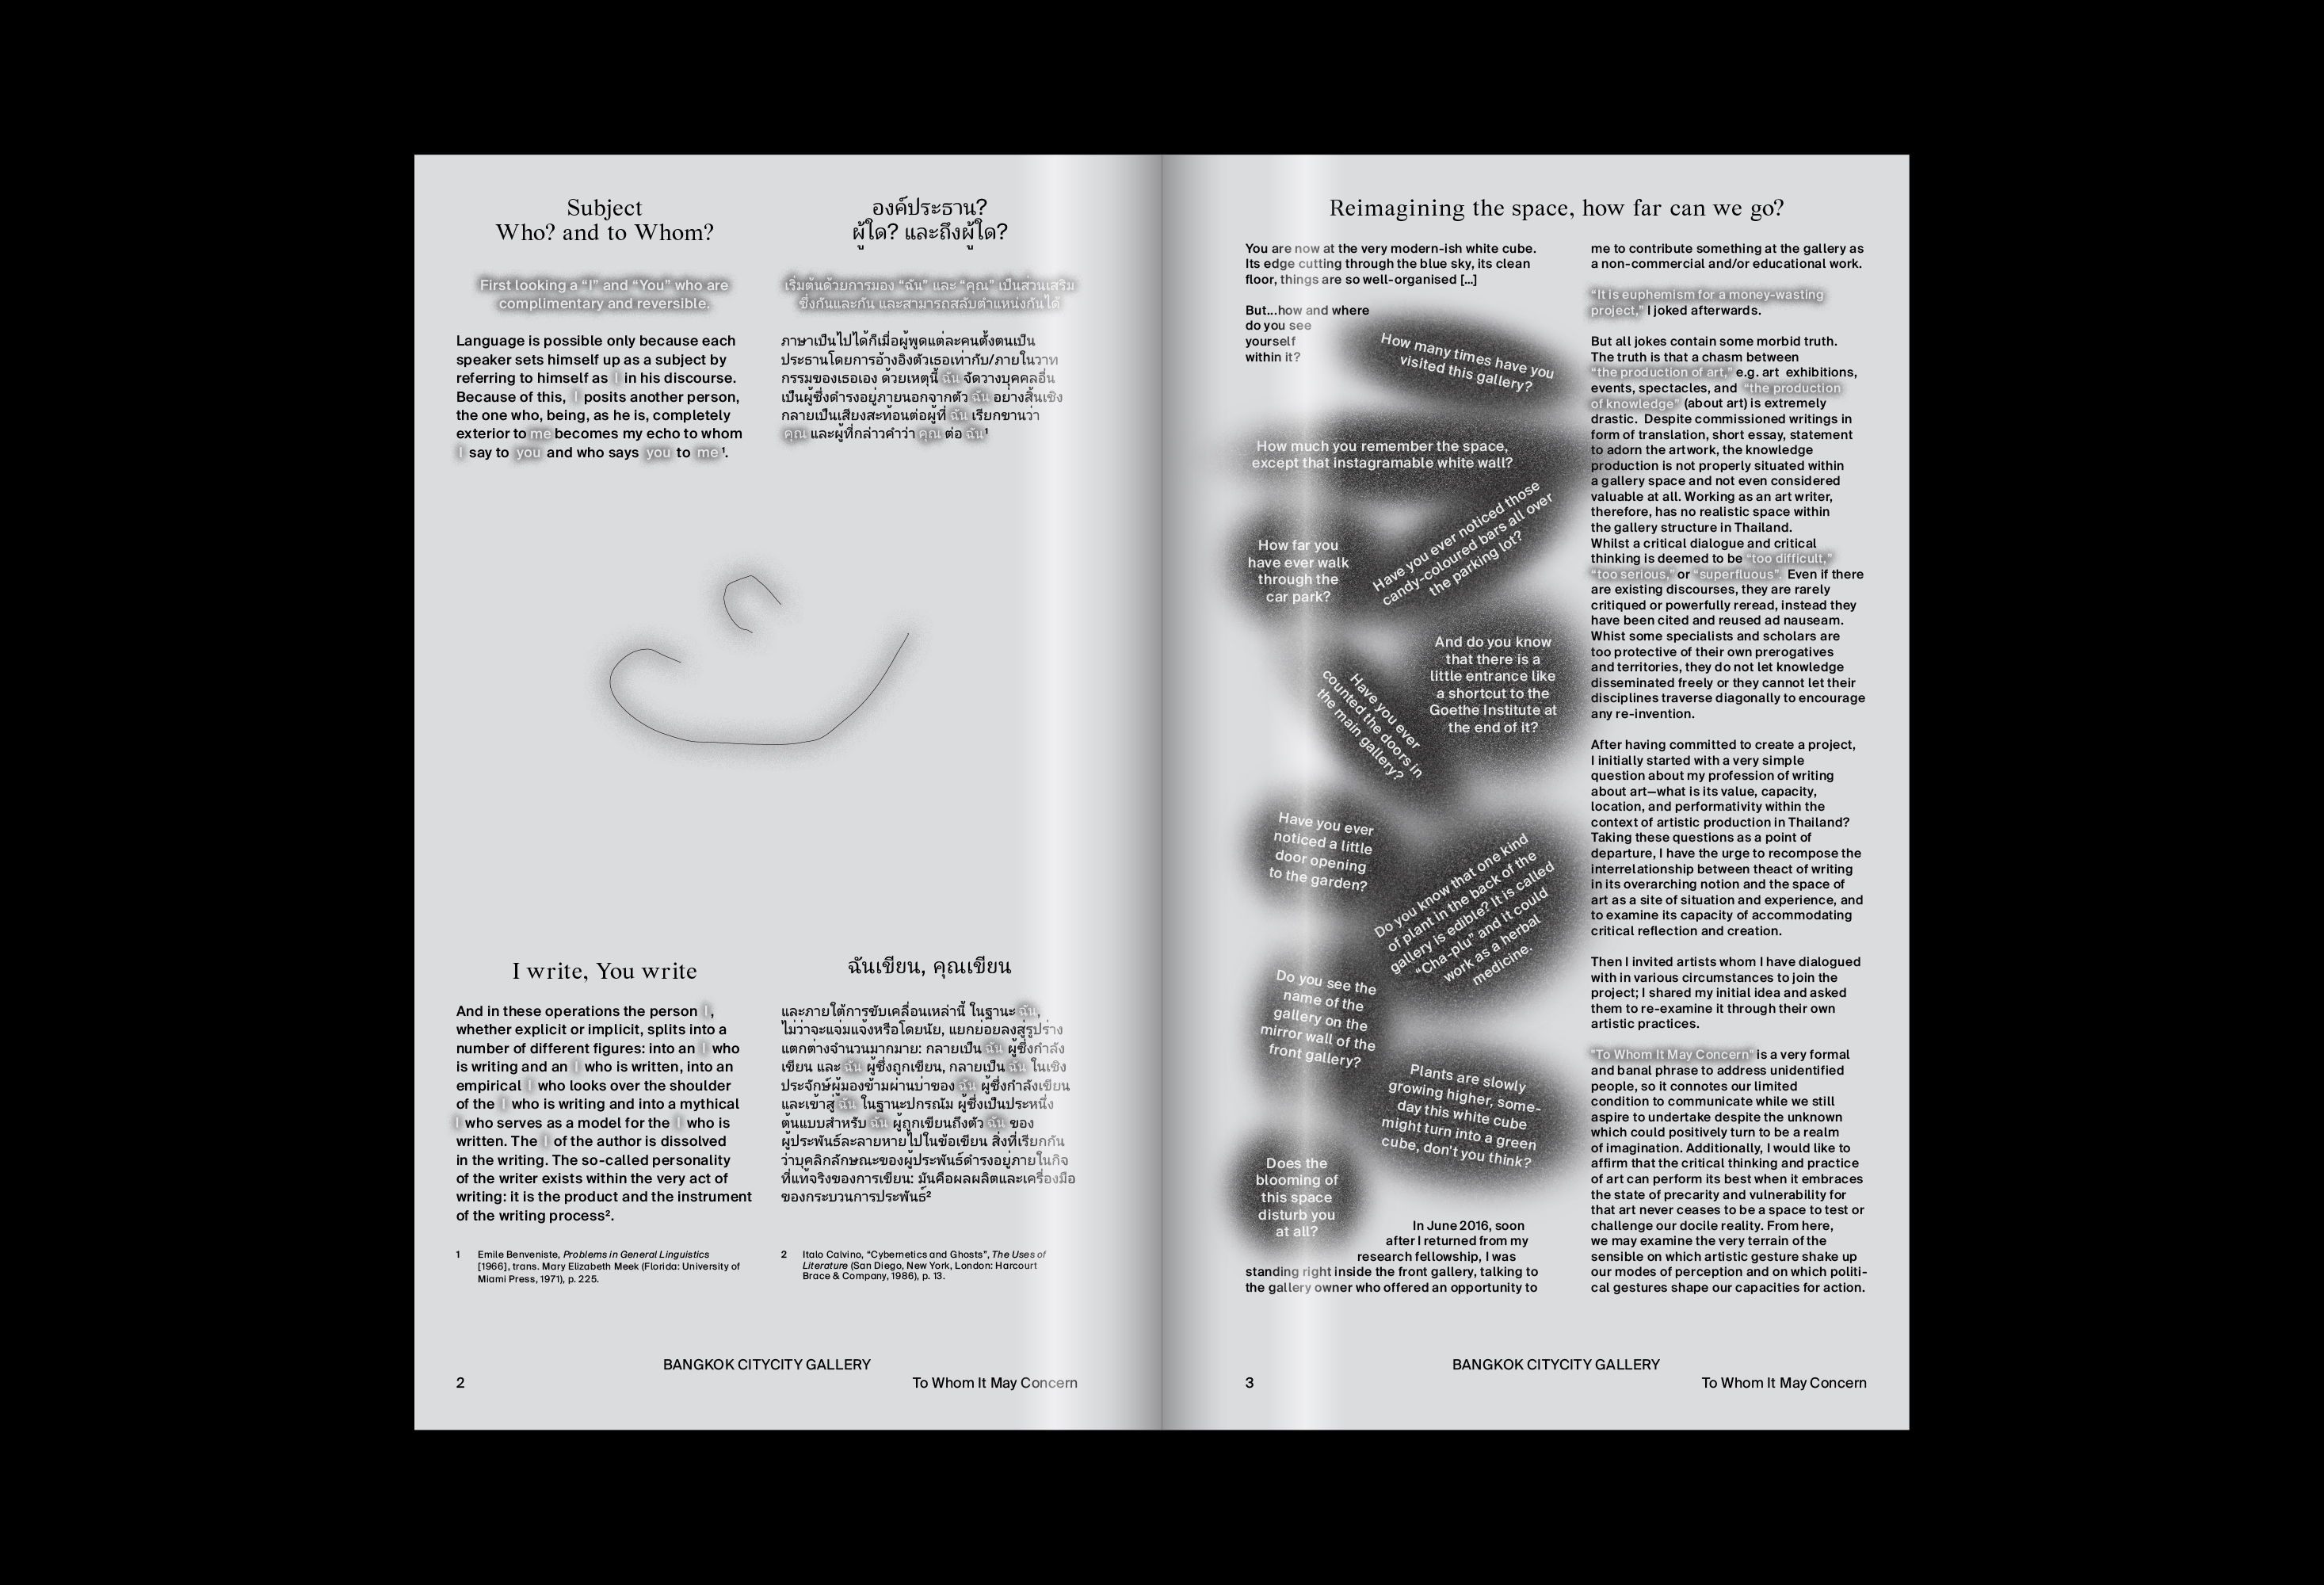 Subject
Who? and to Whom?
First looking a “I” and “You” who are
complimentary and reversible.
Language is possible only because each
speaker sets himself up as a subject by
referring to himself as I in his discourse.
Because of this, I posits another person,
the one who, being, as he is, completely
exterior to me becomes my echo to whom
I say to you and who says you to me ¹.
องค์ประธาน?
ผู้ใด? และถึงผู้ใด?
เริ่มต้นด้วยการมอง “ฉัน” และ “คุณ” เป็นส่วนเสริม
ซึ่งกันและกัน และสามารถสลับตำแหน่งกันได้
ภาษาเป็นไปได้ก็เมื่อผู้พูดแต่ละคนตั้งตนเป็น
ประธานโดยการอ้างอิงตัวเธอเท่ากับ/ภายในวาท
กรรมของเธอเอง ด้วยเหตุนี้ ฉัน จัดวางบุคคลอื่น
เป็นผู้ซึ่งดำรงอยู่ภายนอกจากตัว ฉัน อย่างสิ้นเชิง
กลายเป็นเสียงสะท้อนต่อผู้ที่ ฉัน เรียกขานว่า
คุณ และผู้ที่กล่าวคำว่า คุณ ต่อ ฉัน¹
I write, You write
And in these operations the person I,
whether explicit or implicit, splits into a
number of different figures: into an I who
is writing and an I who is written, into an
empirical I who looks over the shoulder
of the I who is writing and into a mythical
I who serves as a model for the I who is
written. The I of the author is dissolved
in the writing. The so-called personality
of the writer exists within the very act of
writing: it is the product and the instrument
of the writing process².
ฉันเขียน, คุณเขียน
และภายใต้การขับเคลื่อนเหล่านี้ ในฐานะ ฉัน,
ไม่ว่าจะแจ่มแจ้งหรือโดยนัย, แยกย่อยลงสู่รูปร่าง
แตกต่างจำนวนมากมาย: กลายเป็น ฉัน ผู้ซึ่งกำลัง
เขียน และ ฉัน ผู้ซึ่งถูกเขียน, กลายเป็น ฉัน ในเชิง
ประจักษ์ผู้มองข้ามผ่านบ่าของ ฉัน ผู้ซึ่งกำลังเขียน
และเข้าสู่ ฉัน ในฐานะปกรณัม ผู้ซึ่งเป็นประหนึ่ง
ต้นแบบสำหรับ ฉัน ผู้ถูกเขียนถึงตัว ฉัน ของ
ผู้ประพันธ์ละลายหายไปในข้อเขียน สิ่งที่เรียกกัน
ว่าบุคลิกลักษณะของผู้ประพันธ์ดำรงอยู่ภายในกิจ
ที่แท้จริงของการเขียน: มันคือผลผลิตและเครื่องมือ
ของกระบวนการประพันธ์²
1 Emile Benveniste, Problems in General Linguistics
[1966], trans. Mary Elizabeth Meek (Florida: University of
Miami Press, 1971), p. 225.
2 Italo Calvino, “Cybernetics and Ghosts”, The Uses of
Literature (San Diego, New York, London: Harcourt
Brace & Company, 1986), p. 13.
BANGKOK CITYCITY GALLERY
2 To Whom It May Concern
Reimagining the space, how far can we go?
You are now at the very modern-ish white cube.
Its edge cutting through the blue sky, its clean
floor, things are so well-organised [...]
But...how and where
do you see
yourself
within it?
How many times have you
visited this gallery?
How much you remember the space,
except that instagramable white wall?
Have you ever noticed those
candy-coloured bars all over
the parking lot?
How far you
have ever walk
through the
car park?
And do you know
that there is a
little entrance like
a shortcut to the
Goethe Institute at
the end of it?
Have you ever
counted the doors in
the main gallery?
Have you ever
noticed a little
door opening
to the garden?
Do you know that one kind
of plant in the back of the
gallery is edible? It is called
“Cha-plu” and it could
work as a herbal
medicine.
Do you see the
name of the
gallery on the
mirror wall of the
front gallery?
Plants are slowly
growing higher, some-
day this white cube
might turn into a green
cube, don't you think?
Does the
blooming of
this space
disturb you
at all?
In June 2016, soon
after I returned from my
research fellowship, I was
standing right inside the front gallery, talking to
the gallery owner who offered an opportunity to
me to contribute something at the gallery as
a non-commercial and/or educational work.
“It is euphemism for a money-wasting
project,” I joked afterwards.
But all jokes contain some morbid truth.
The truth is that a chasm between
“the production of art,” e.g. art exhibitions,
events, spectacles, and “the production
of knowledge” (about art) is extremely
drastic. Despite commissioned writings in
form of translation, short essay, statement
to adorn the artwork, the knowledge
production is not properly situated within
a gallery space and not even considered
valuable at all. Working as an art writer,
therefore, has no realistic space within
the gallery structure in Thailand.
Whilst a critical dialogue and critical
thinking is deemed to be “too difficult,”
“too serious,” or “superfluous”. Even if there
are existing discourses, they are rarely
critiqued or powerfully reread, instead they
have been cited and reused ad nauseam.
Whist some specialists and scholars are
too protective of their own prerogatives
and territories, they do not let knowledge
disseminated freely or they cannot let their
disciplines traverse diagonally to encourage
any re-invention.
After having committed to create a project,
I initially started with a very simple
question about my profession of writing
about art—what is its value, capacity,
location, and performativity within the
context of artistic production in Thailand?
Taking these questions as a point of
departure, I have the urge to recompose the
interrelationship between theact of writing
in its overarching notion and the space of
art as a site of situation and experience, and
to examine its capacity of accommodating
critical reflection and creation.
Then I invited artists whom I have dialogued
with in various circumstances to join the
project; I shared my initial idea and asked
them to re-examine it through their own
artistic practices.
"To Whom It May Concern" is a very formal
and banal phrase to address unidentified
people, so it connotes our limited
condition to communicate while we still
aspire to undertake despite the unknown
which could positively turn to be a realm
of imagination. Additionally, I would like to
affirm that the critical thinking and practice
of art can perform its best when it embraces
the state of precarity and vulnerability for
that art never ceases to be a space to test or
challenge our docile reality. From here,
we may examine the very terrain of the
sensible on which artistic gesture shake up
our modes of perception and on which politi-
cal gestures shape our capacities for action.
BANGKOK CITYCITY GALLERY
3 To Whom It May Concern